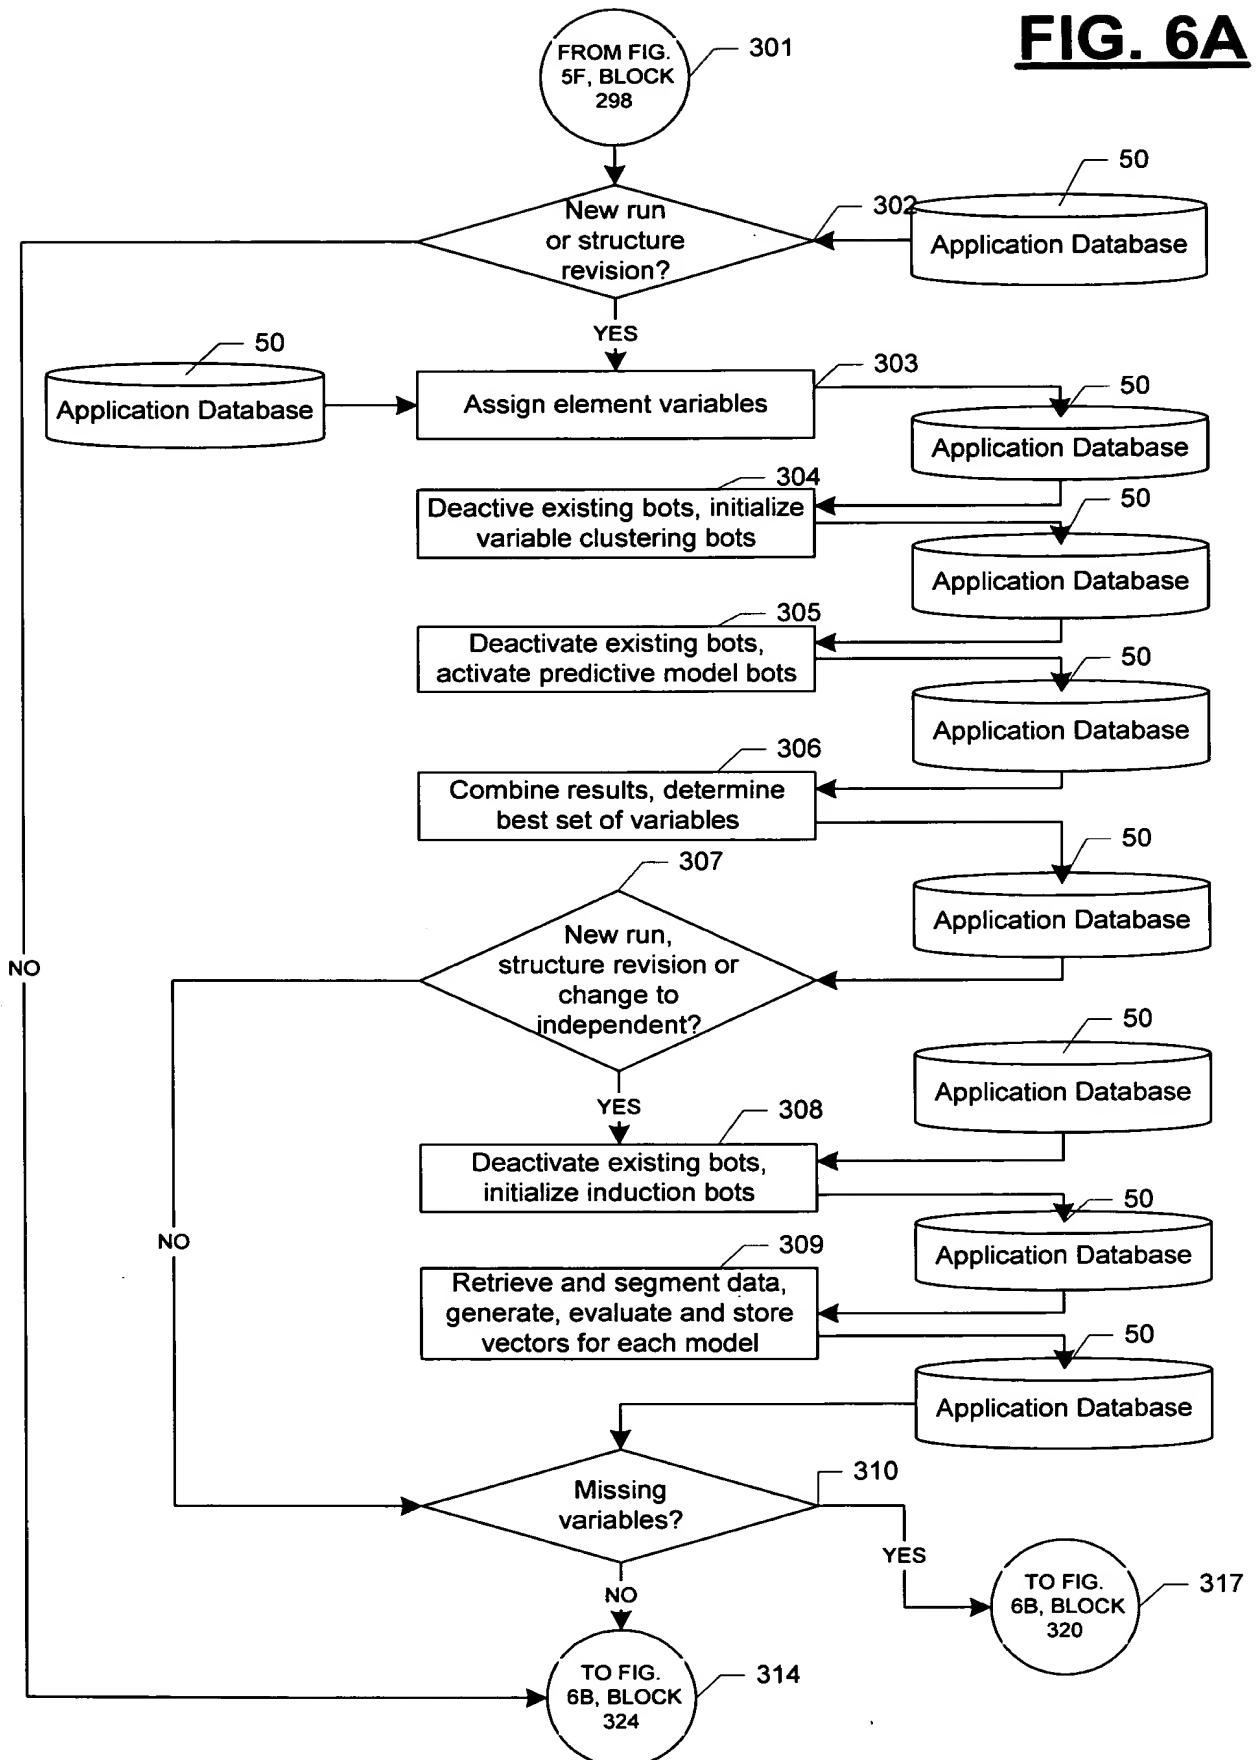 FIG. 6A
FROM FIG.
5F, BLOCK
298
301
50
New run
or structure
revision?
302
Application Database
YES
50
Application Database
303
Assign element variables
50
Application Database
304
Deactive existing bots, initialize
variable clustering bots
50
Application Database
305
Deactivate existing bots,
activate predictive model bots
50
Application Database
306
Combine results, determine
best set of variables
50
Application Database
307
New run,
structure revision or
change to
independent?
NO
50
Application Database
YES
308
Deactivate existing bots,
initialize induction bots
50
Application Database
NO
309
Retrieve and segment data,
generate, evaluate and store
vectors for each model
50
Application Database
310
Missing
variables?
YES
NO
TO FIG.
6B, BLOCK
320
317
TO FIG.
6B, BLOCK
324
314